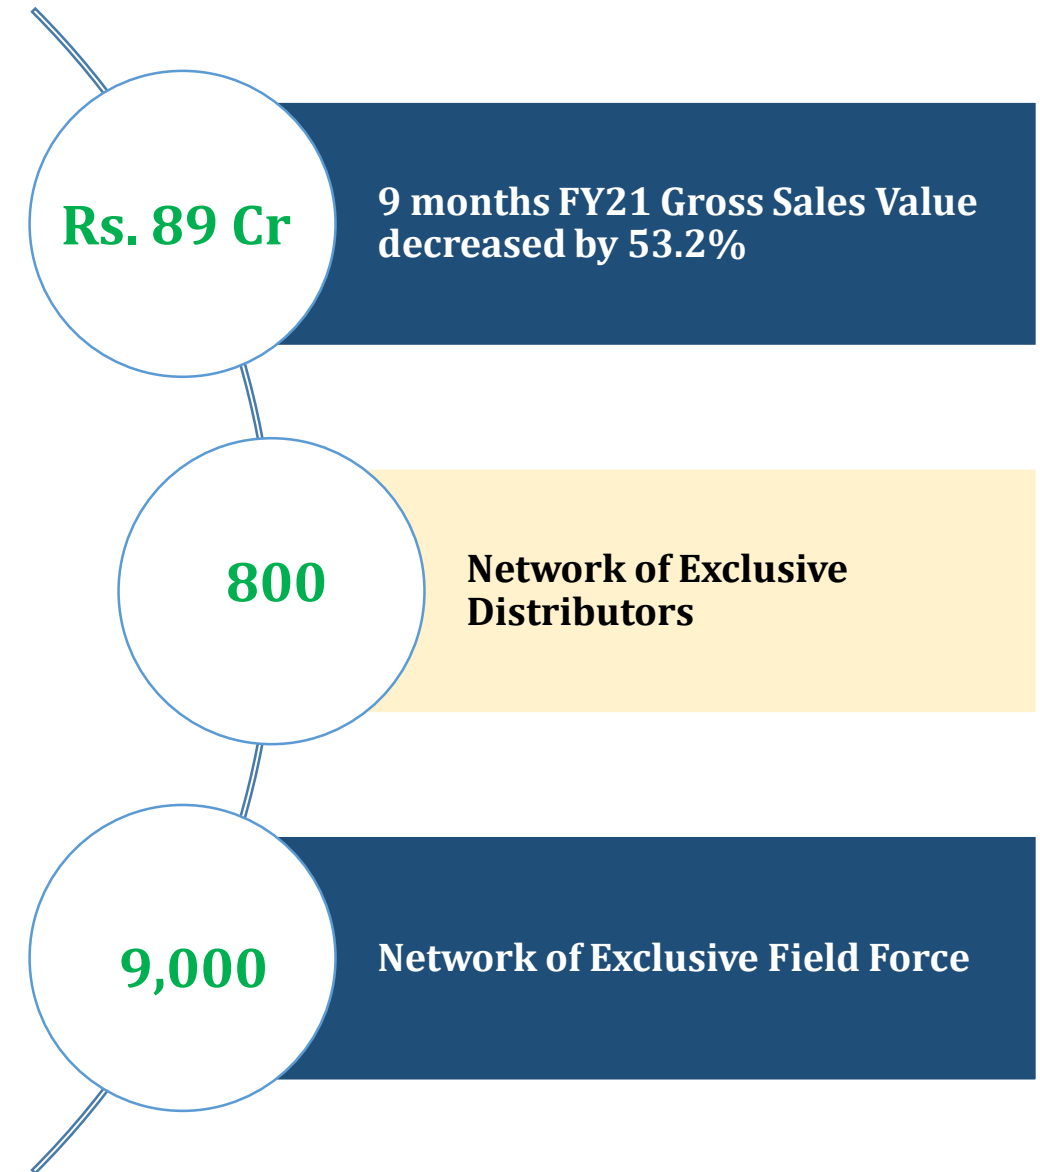 Rs. 89 Cr
9 months FY21 Gross Sales Value
decreased by 53.2%
800
Network of Exclusive
Distributors
9,000
Network of Exclusive Field Force